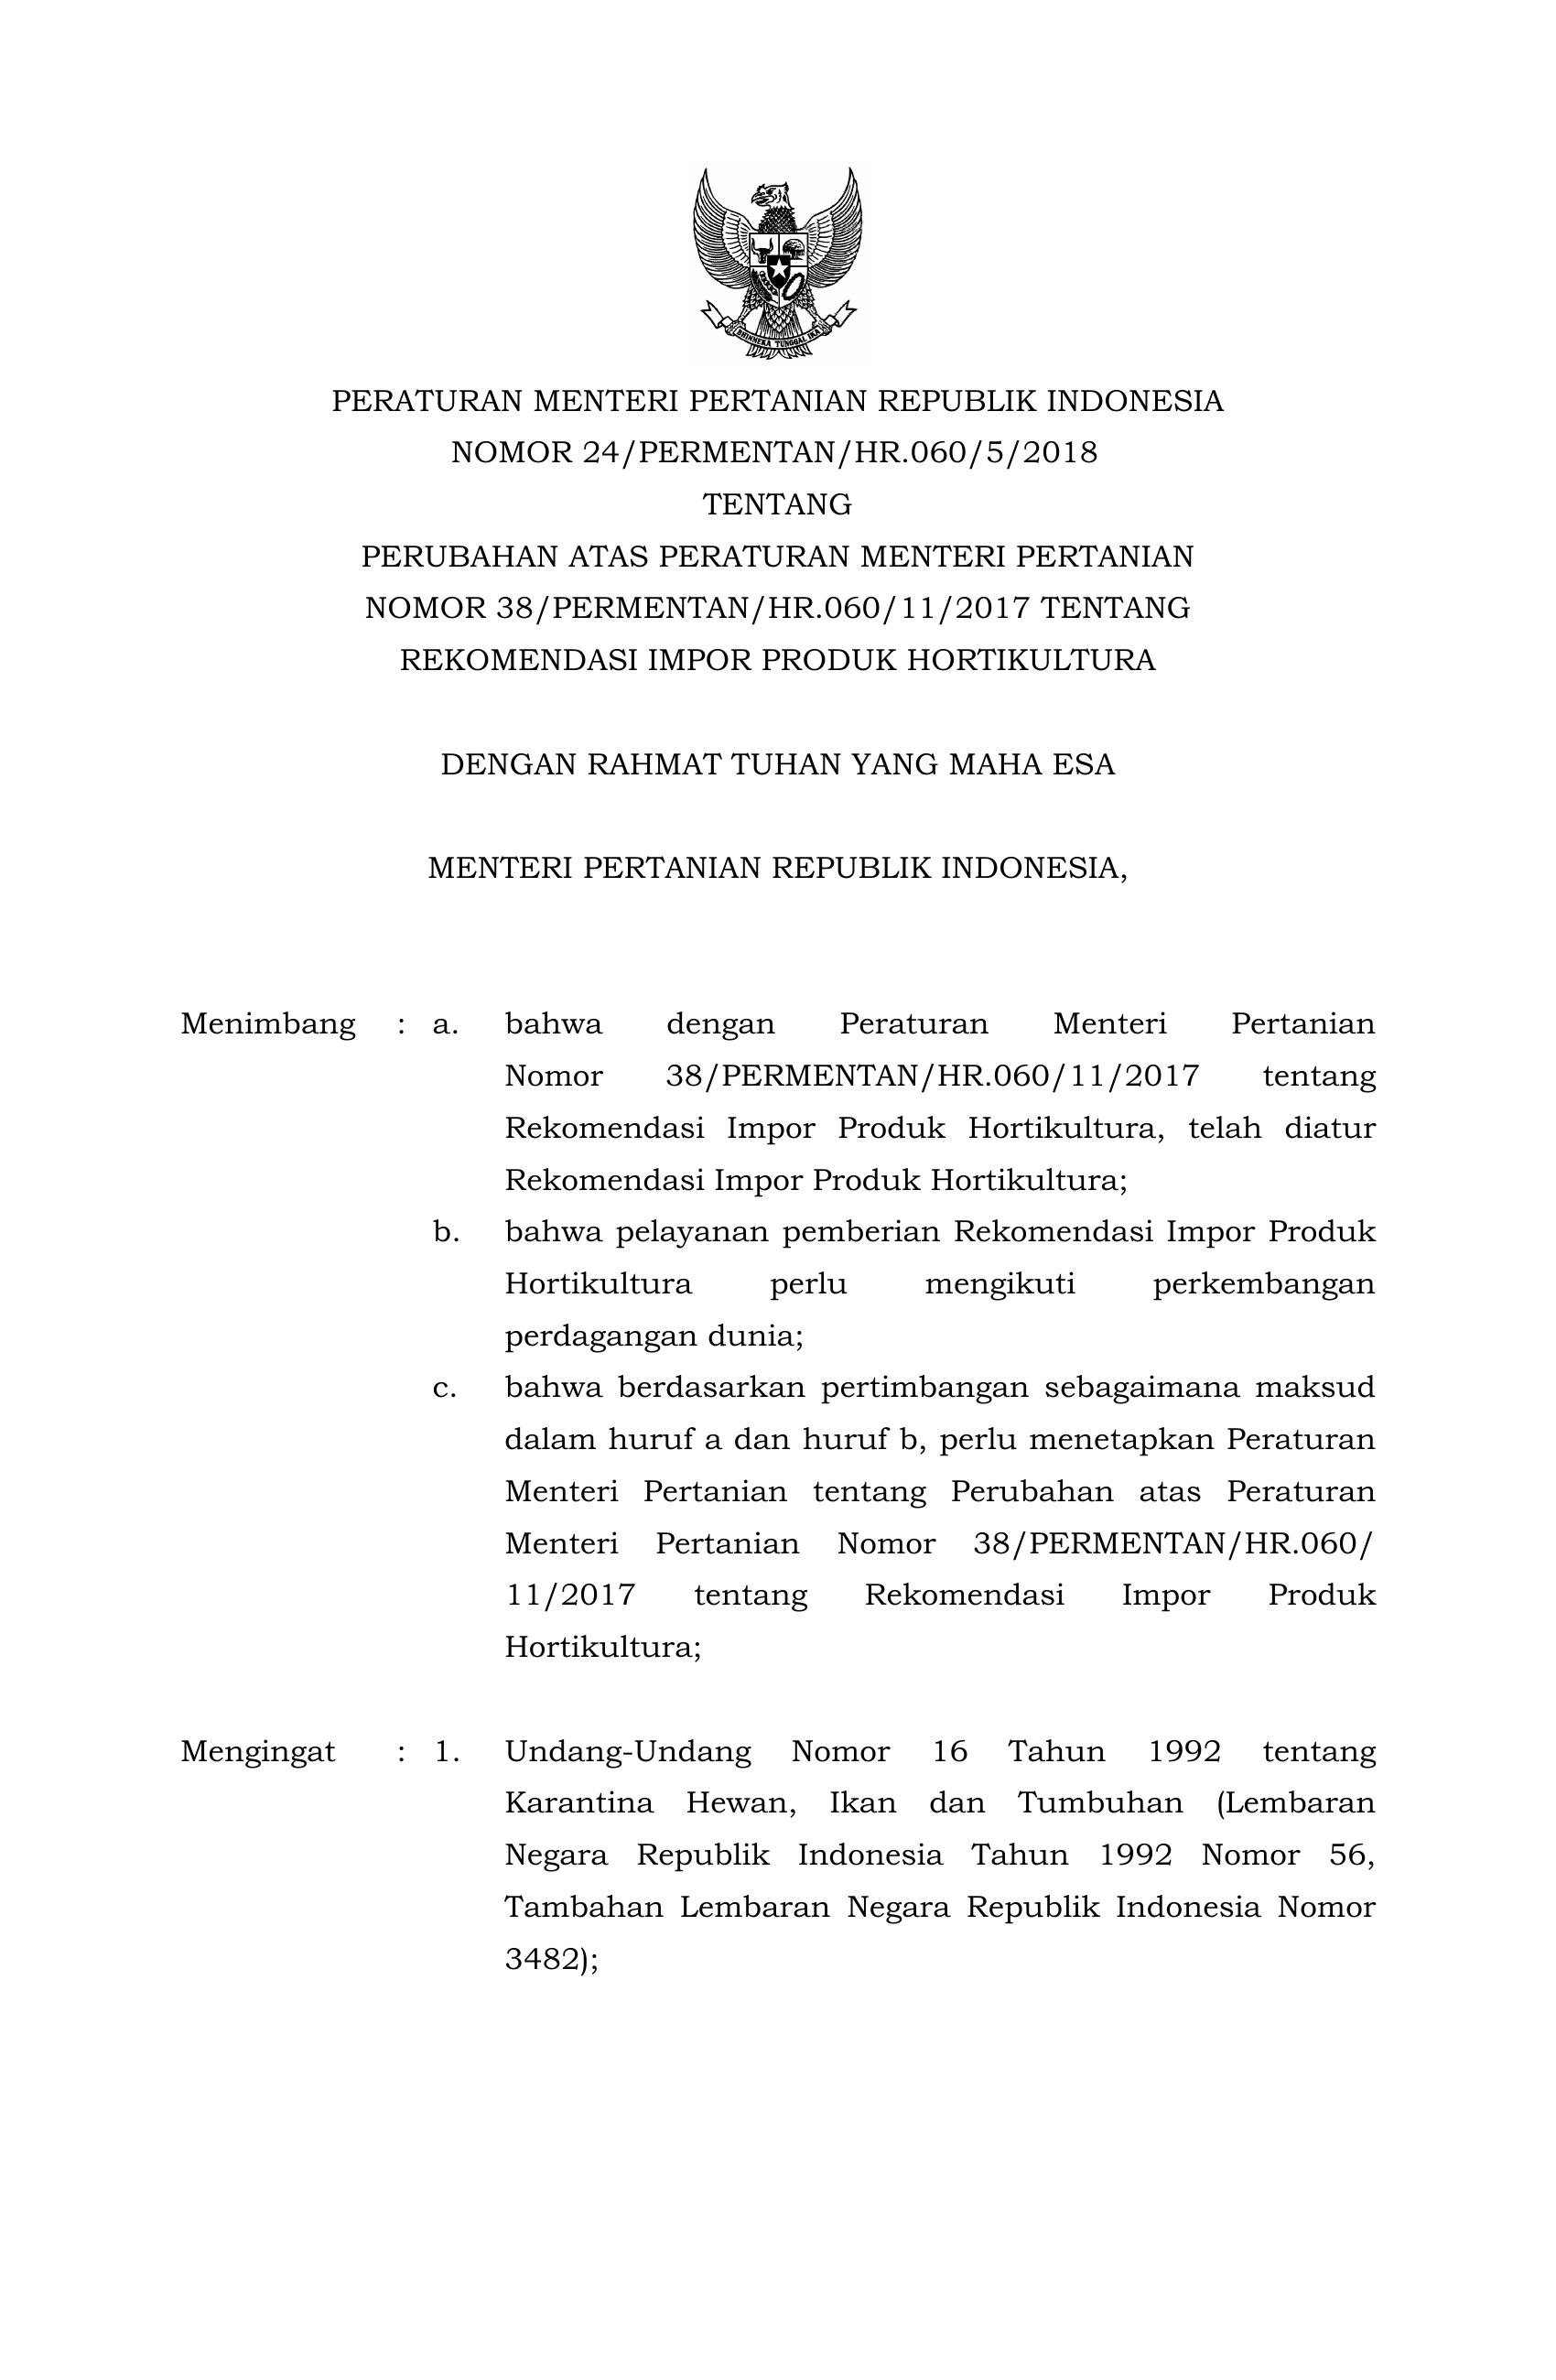 BHINNEKA TUNGGAL IKA
PERATURAN MENTERI PERTANIAN REPUBLIK INDONESIA
NOMOR 24/PERMENTAN/HR.060/5/2018
TENTANG
PERUBAHAN ATAS PERATURAN MENTERI PERTANIAN
NOMOR 38/PERMENTAN/HR.060/11/2017 TENTANG
REKOMENDASI IMPOR PRODUK HORTIKULTURA
DENGAN RAHMAT TUHAN YANG MAHA ESA
MENTERI PERTANIAN REPUBLIK INDONESIA,
Menimbang : a. bahwa dengan Peraturan Menteri Pertanian
Nomor 38/PERMENTAN/HR.060/11/2017 tentang
Rekomendasi Impor Produk Hortikultura, telah diatur
Rekomendasi Impor Produk Hortikultura;
b. bahwa pelayanan pemberian Rekomendasi Impor Produk
Hortikultura perlu mengikuti perkembangan
perdagangan dunia;
c. bahwa berdasarkan pertimbangan sebagaimana maksud
dalam huruf a dan huruf b, perlu menetapkan Peraturan
Menteri Pertanian tentang Perubahan atas Peraturan
Menteri Pertanian Nomor 38/PERMENTAN/HR.060/
11/2017 tentang Rekomendasi Impor Produk
Hortikultura;
Mengingat : 1. Undang-Undang Nomor 16 Tahun 1992 tentang
Karantina Hewan, Ikan dan Tumbuhan (Lembaran
Negara Republik Indonesia Tahun 1992 Nomor 56,
Tambahan Lembaran Negara Republik Indonesia Nomor
3482);